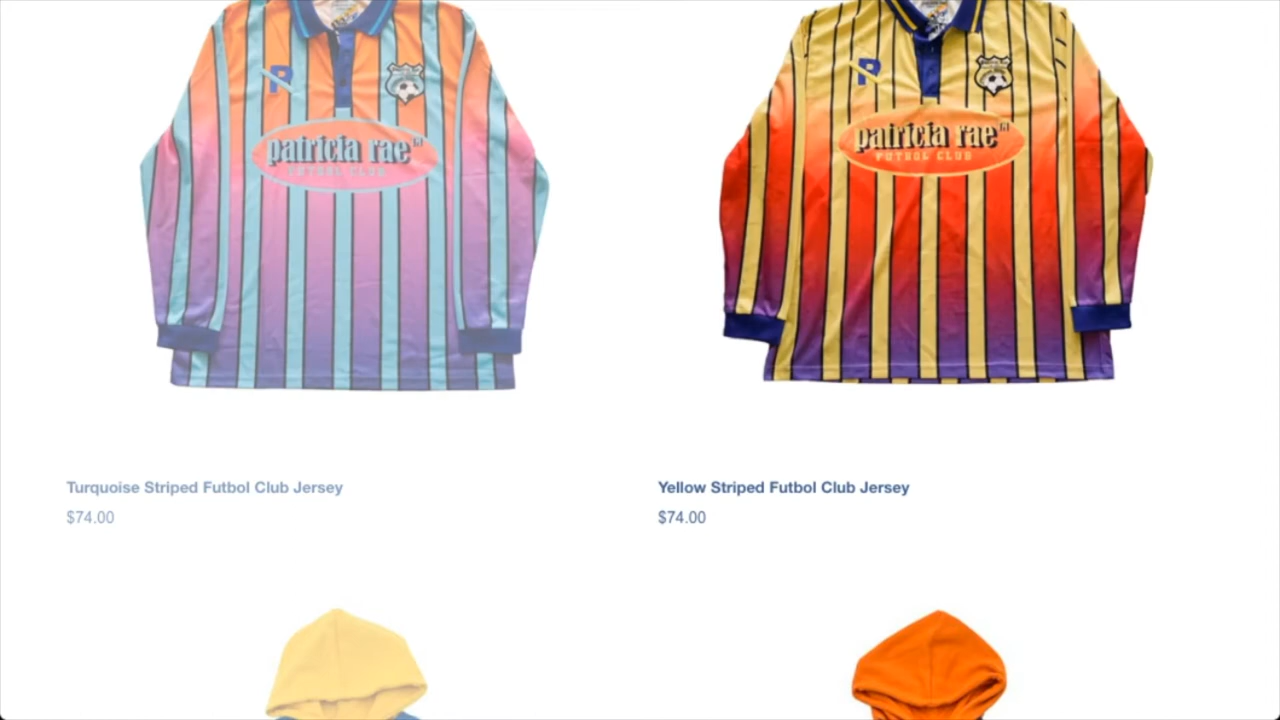 R
R
patricia rae
FUTBOL CLUB
patricia rae
FUTBOL CLUB
Turquoise Striped Futbol Club Jersey
Yellow Striped Futbol Club Jersey
$74.00
$74.00